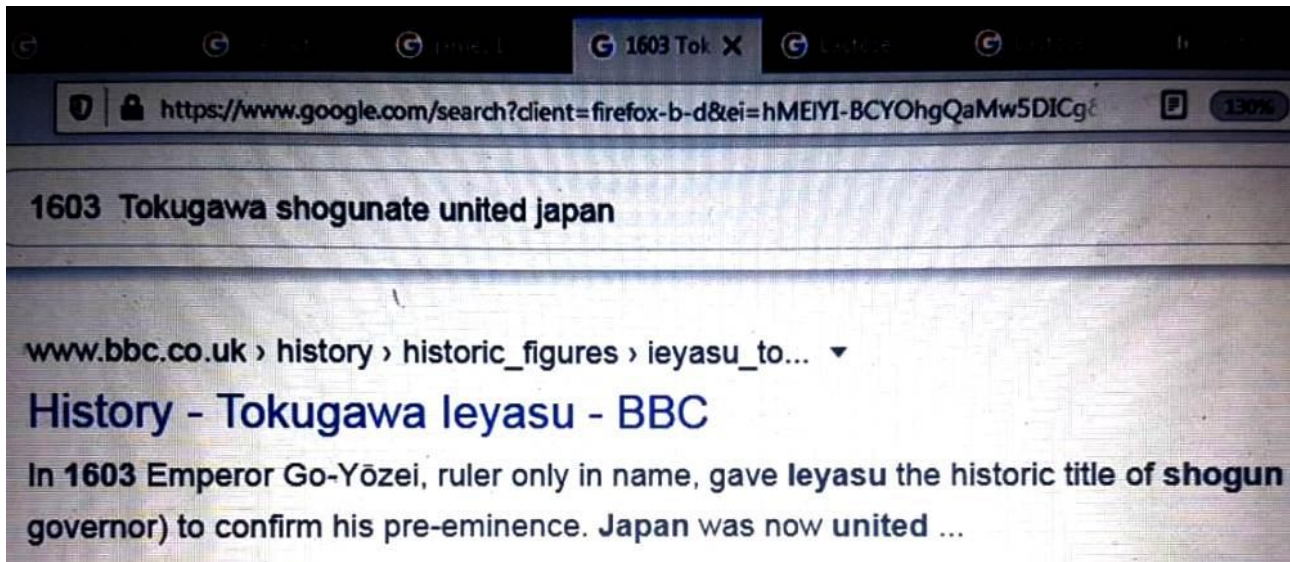 1603 Tok
https://www.google.com/search?client=firefox-b-d&ei=hMEIYI-BCYOhgQaMw5DICg8
130%
1603 Tokugawa shogunate united japan
www.bbc.co.uk › history › historic_figures › ieyasu_to...
History - Tokugawa Ieyasu - BBC
In 1603 Emperor Go-Yōzei, ruler only in name, gave Ieyasu the historic title of shogun
governor) to confirm his pre-eminence. Japan was now united ...